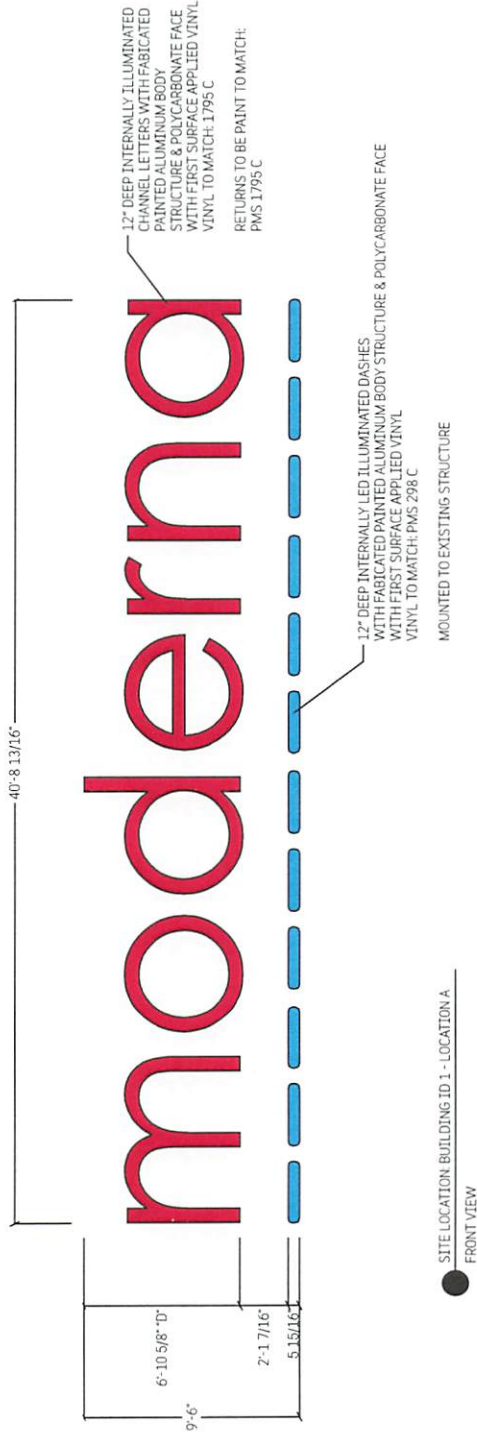 40'-8 13/16"
moderna
9'-6"
6'-10 5/8" "D"
2'-1 7/16"
5 15/16"
12" DEEP INTERNALLY ILLUMINATED
CHANNEL LETTERS WITH FABICATED
PAINTED ALUMINUM BODY
STRUCTURE & POLYCARBONATE FACE
WITH FIRST SURFACE APPLIED VINYL
VINYL TO MATCH: 1795 C
RETURNS TO BE PAINT TO MATCH:
PMS 1795 C
12" DEEP INTERNALLY LED ILLUMINATED DASHES
WITH FABICATED PAINTED ALUMINUM BODY STRUCTURE & POLYCARBONATE FACE
WITH FIRST SURFACE APPLIED VINYL
VINYL TO MATCH: PMS 298 C
MOUNTED TO EXISTING STRUCTURE
SITE LOCATION: BUILDING ID 1 - LOCATION A
FRONT VIEW